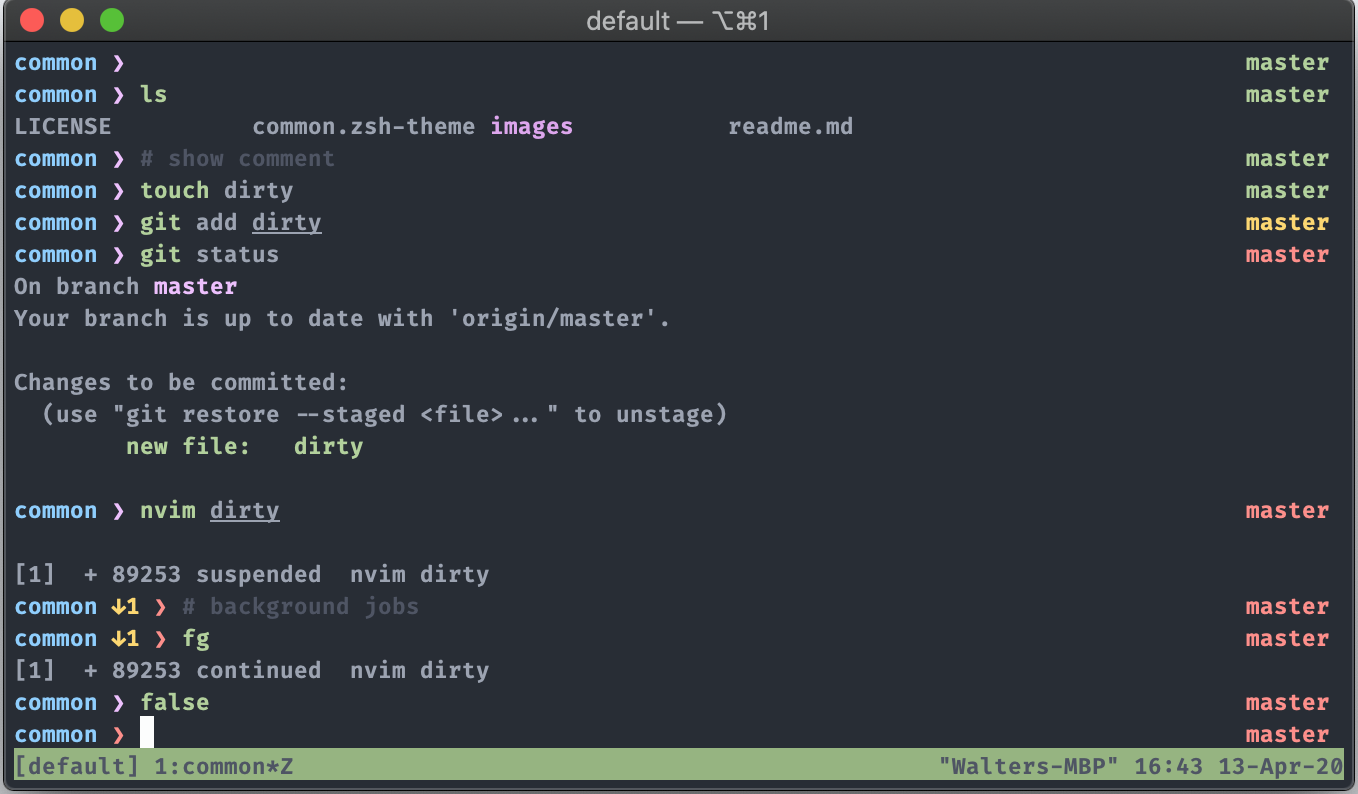 default — ⌥⌘1
common ❯ master
common ❯ ls master
LICENSE common.zsh-theme images readme.md
common ❯ # show comment master
common ❯ touch dirty master
common ❯ git add dirty master
common ❯ git status master
On branch master
Your branch is up to date with 'origin/master'.
Changes to be committed:
(use "git restore --staged <file>..." to unstage)
new file: dirty
common ❯ nvim dirty master
[1] + 89253 suspended nvim dirty
common ↓1 ❯ # background jobs master
common ↓1 ❯ fg master
[1] + 89253 continued nvim dirty
common ❯ false master
common ❯ master
[default] 1:common*Z "Walters-MBP" 16:43 13-Apr-20